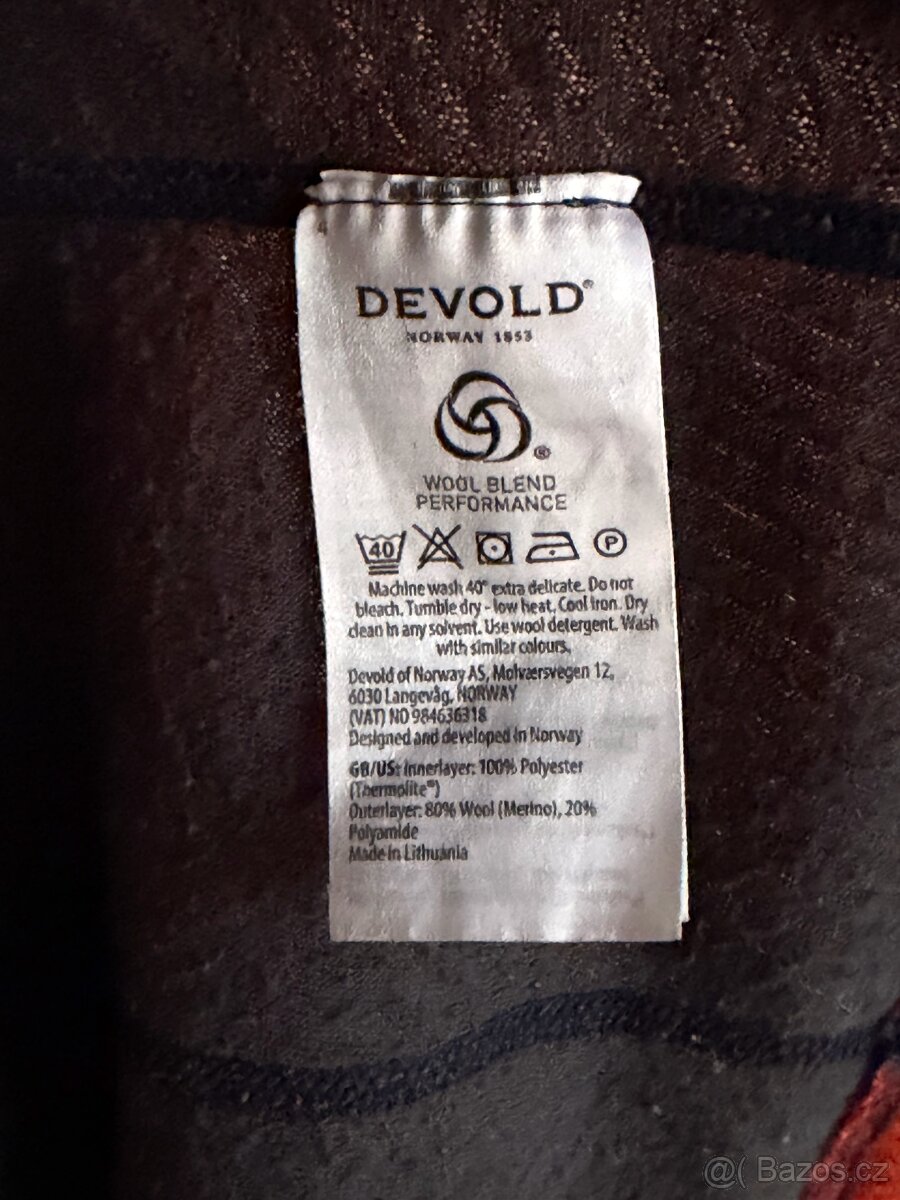 DEVOLD®
NORWAY 1853
®
WOOL BLEND
PERFORMANCE
40 P
Machine wash 40° extra delicate. Do not
bleach. Tumble dry - low heat. Cool iron. Dry
clean in any solvent. Use wool detergent. Wash
with similar colours.
Devold of Norway AS, Molværsvegen 12,
6030 Langevåg, NORWAY
(VAT) NO 984636318
Designed and developed in Norway
GB/US: Innerlayer: 100% Polyester
(Thermolite®)
Outerlayer: 80% Wool (Merino), 20%
Polyamide
Made in Lithuania
@( Bazos.cz